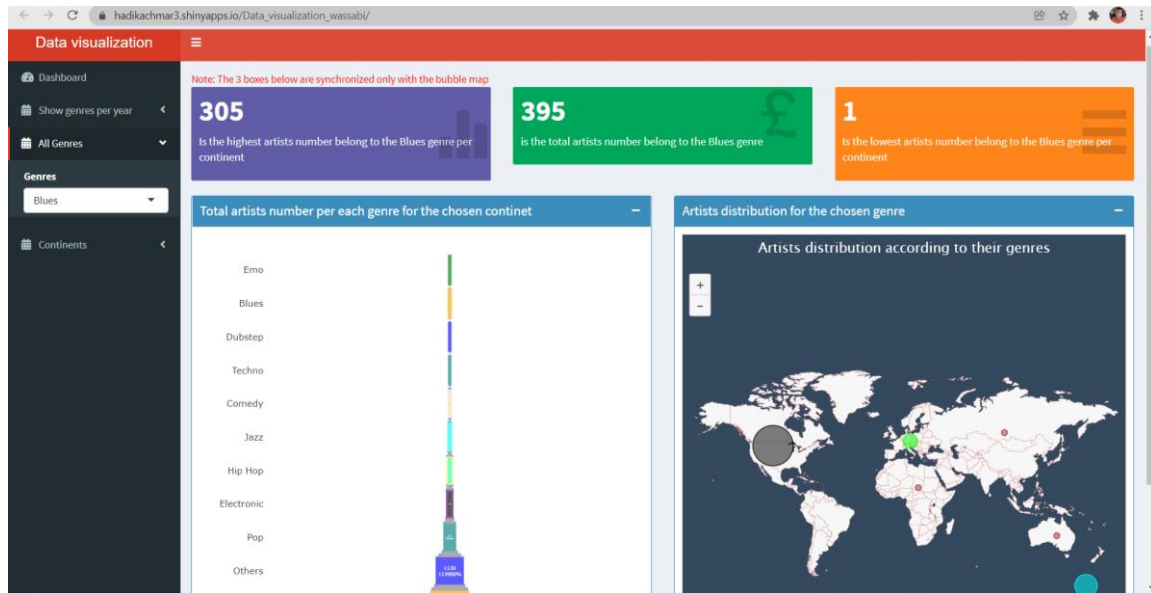 hadikachmar3.shinyapps.io/Data_visualization_wassabi/
Data visualization
Dashboard
Show genres per year
All Genres
Genres
Blues
Continents
Note: The 3 boxes below are synchronized only with the bubble map
305
Is the highest artists number belong to the Blues genre per
continent
395
is the total artists number belong to the Blues genre
1
Is the lowest artists number belong to the Blues genre per
continent
Total artists number per each genre for the chosen continet
Emo
Blues
Dubstep
Techno
Comedy
Jazz
Hip Hop
Electronic
Pop
Others
1139
113900%
Artists distribution for the chosen genre
Artists distribution according to their genres
+
−